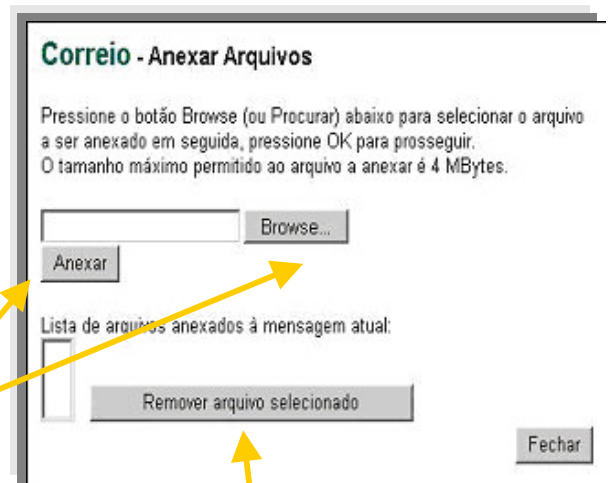 Correio - Anexar Arquivos
Pressione o botão Browse (ou Procurar) abaixo para selecionar o arquivo
a ser anexado em seguida, pressione OK para prosseguir.
O tamanho máximo permitido ao arquivo a anexar é 4 MBytes.
Browse...
Anexar
Lista de arquivos anexados à mensagem atual:
Remover arquivo selecionado
Fechar